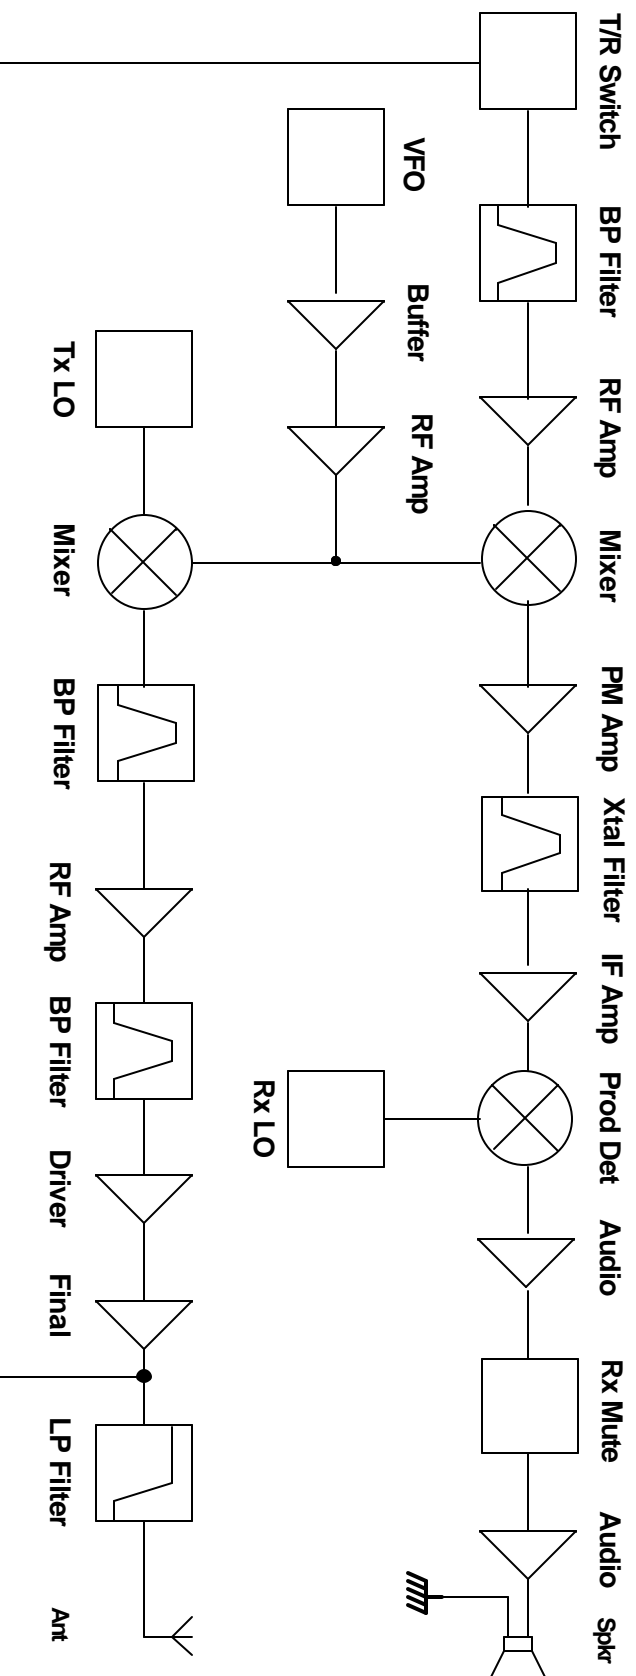 T/R Switch
BP Filter
RF Amp
Mixer
PM Amp
Xtal Filter
IF Amp
Prod Det
Audio
Rx Mute
Audio
Spkr
VFO
Buffer
RF Amp
Rx LO
Tx LO
Mixer
BP Filter
RF Amp
BP Filter
Driver
Final
LP Filter
Ant